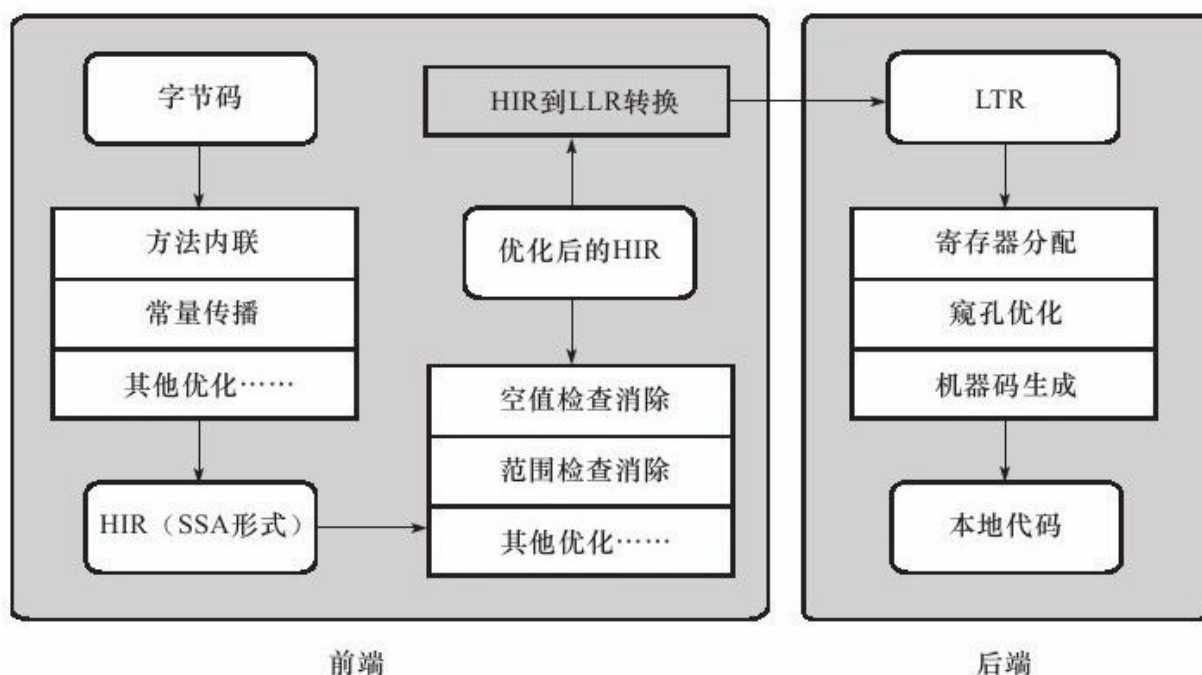 字节码
方法内联
常量传播
其他优化……
HIR（SSA形式）
HIR到LLR转换
优化后的HIR
空值检查消除
范围检查消除
其他优化……
前端
LTR
寄存器分配
窥孔优化
机器码生成
本地代码
后端